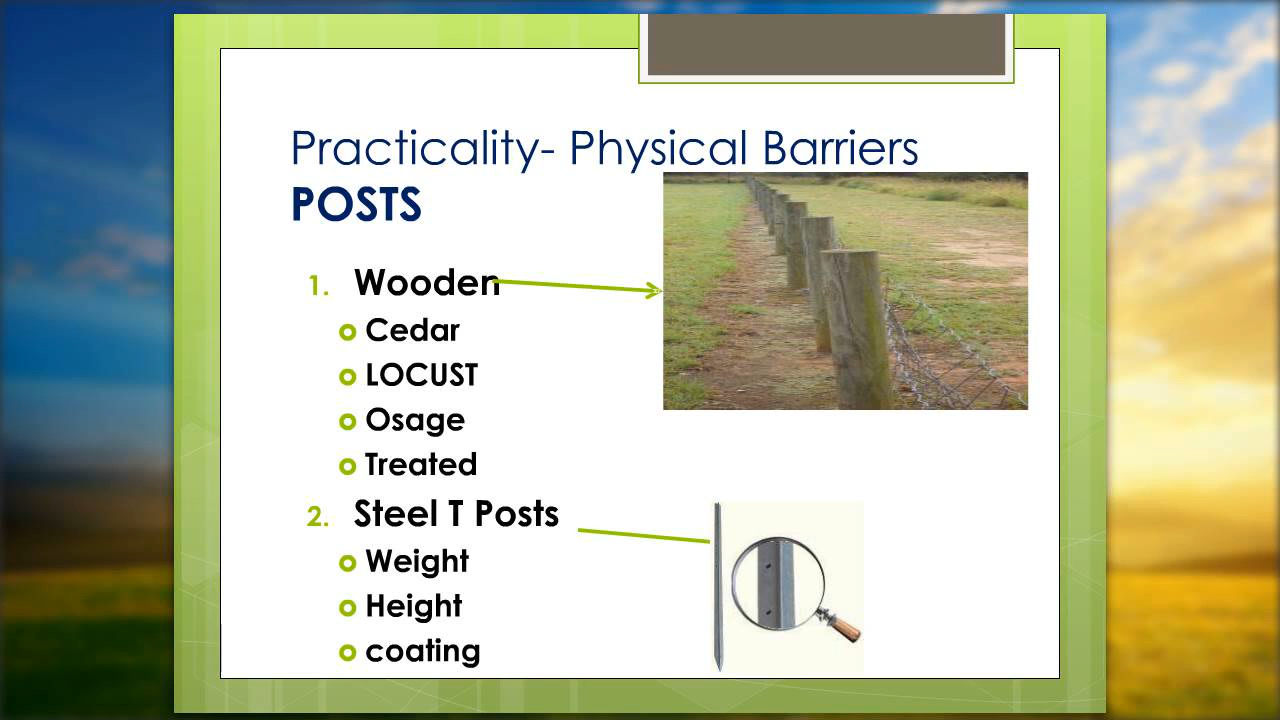 Practicality- Physical Barriers
POSTS
1. Wooden
Cedar
LOCUST
Osage
Treated
2. Steel T Posts
Weight
Height
coating